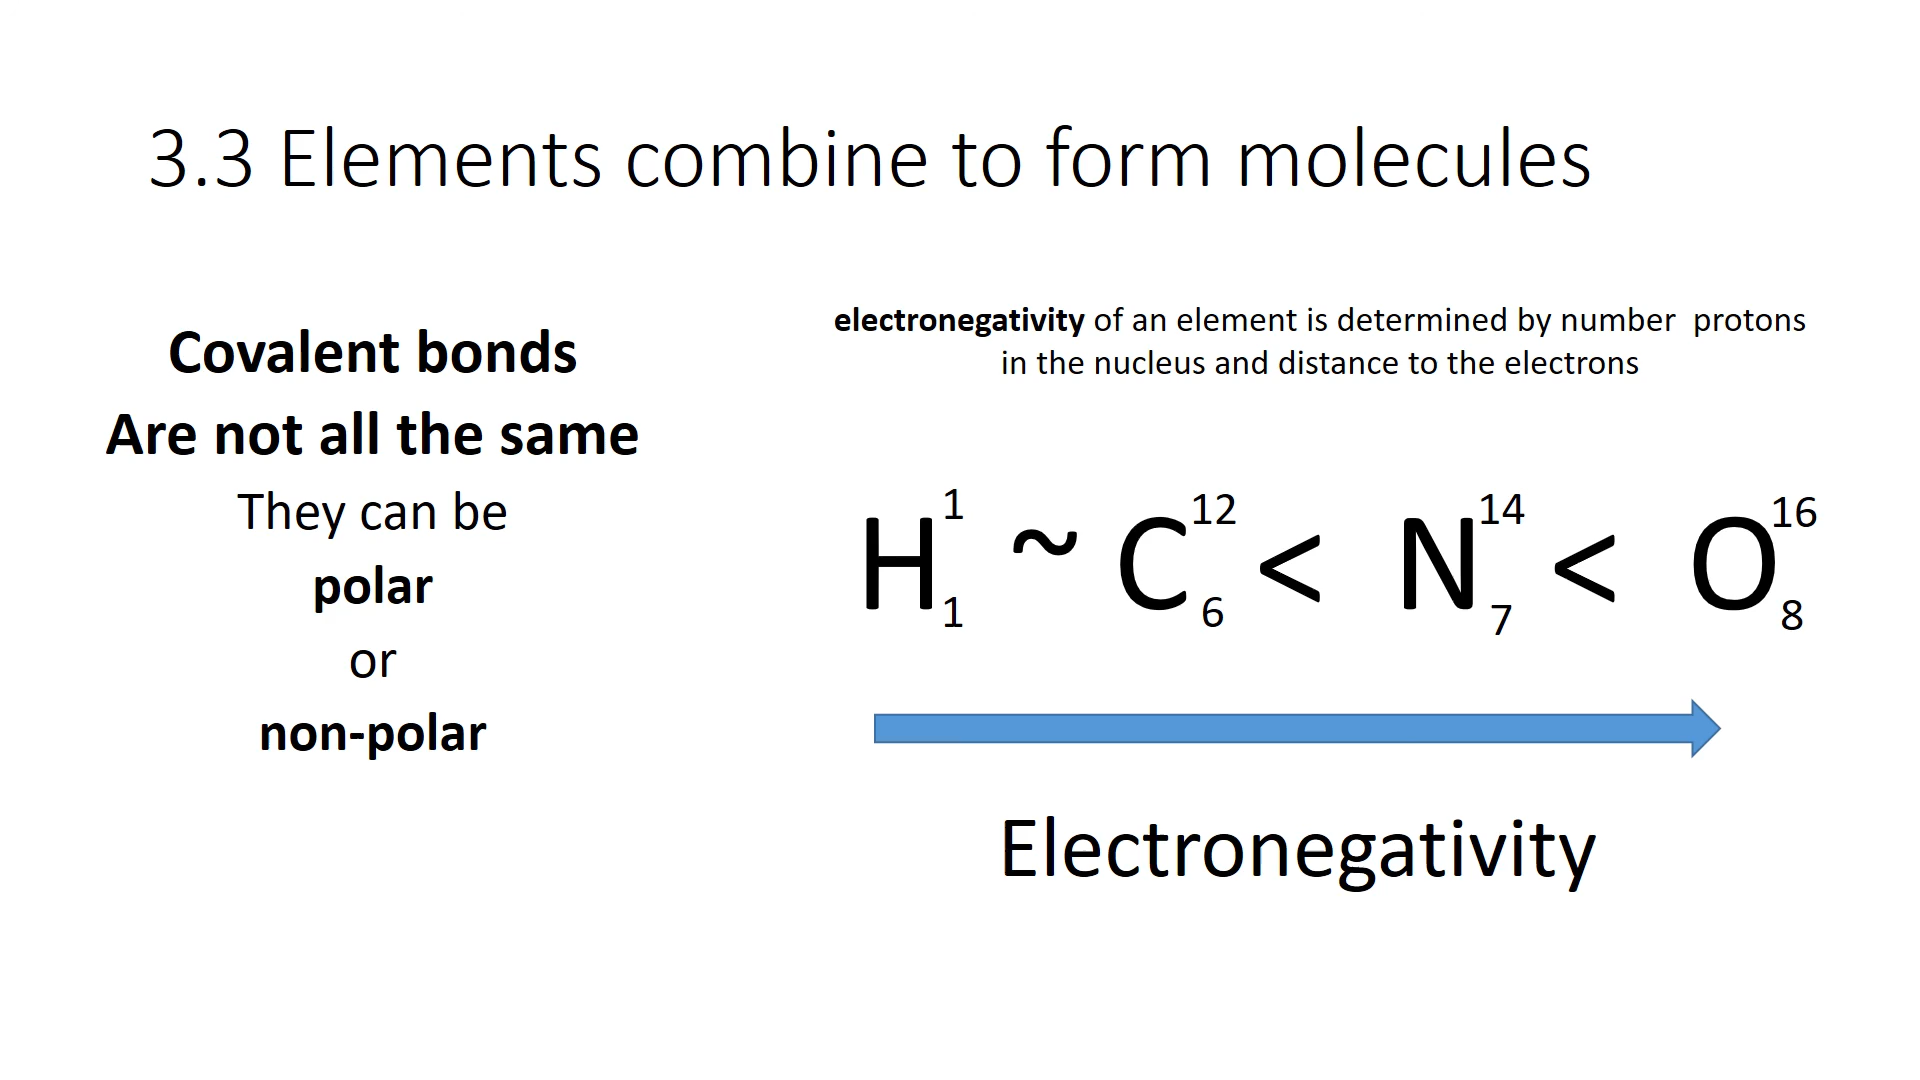 3.3 Elements combine to form molecules
Covalent bonds
Are not all the same
They can be
polar
or
non-polar
electronegativity of an element is determined by number  protons
in the nucleus and distance to the electrons
H 1 1 ~ C 12 6 < N 14 7 < O 16 8
Electronegativity